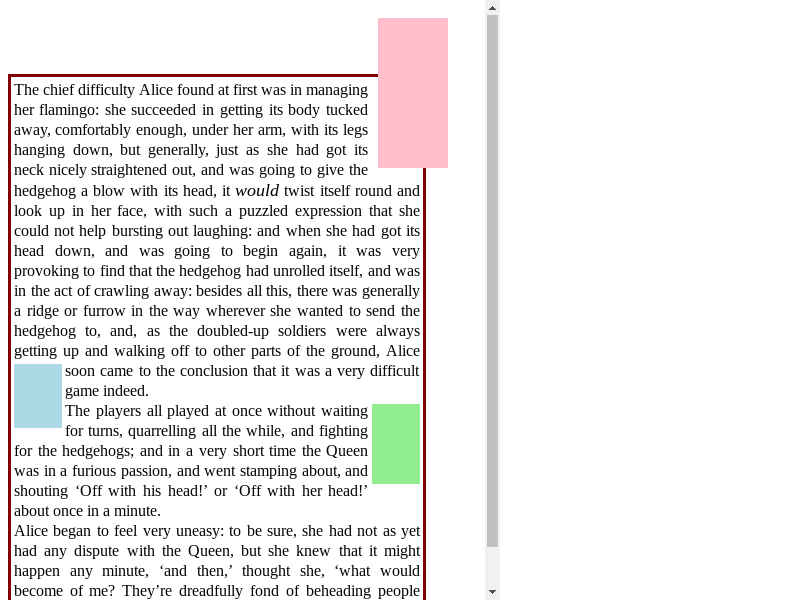 The chief difficulty Alice found at first was in managing
her flamingo: she succeeded in getting its body tucked
away, comfortably enough, under her arm, with its legs
hanging down, but generally, just as she had got its
neck nicely straightened out, and was going to give the
hedgehog a blow with its head, it would twist itself round and
look up in her face, with such a puzzled expression that she
could not help bursting out laughing: and when she had got its
head down, and was going to begin again, it was very
provoking to find that the hedgehog had unrolled itself, and was
in the act of crawling away: besides all this, there was generally
a ridge or furrow in the way wherever she wanted to send the
hedgehog to, and, as the doubled-up soldiers were always
getting up and walking off to other parts of the ground, Alice
soon came to the conclusion that it was a very difficult
game indeed.
The players all played at once without waiting
for turns, quarrelling all the while, and fighting
for the hedgehogs; and in a very short time the Queen
was in a furious passion, and went stamping about, and
shouting ‘Off with his head!’ or ‘Off with her head!’
about once in a minute.
Alice began to feel very uneasy: to be sure, she had not as yet
had any dispute with the Queen, but she knew that it might
happen any minute, ‘and then,’ thought she, ‘what would
become of me? They’re dreadfully fond of beheading people